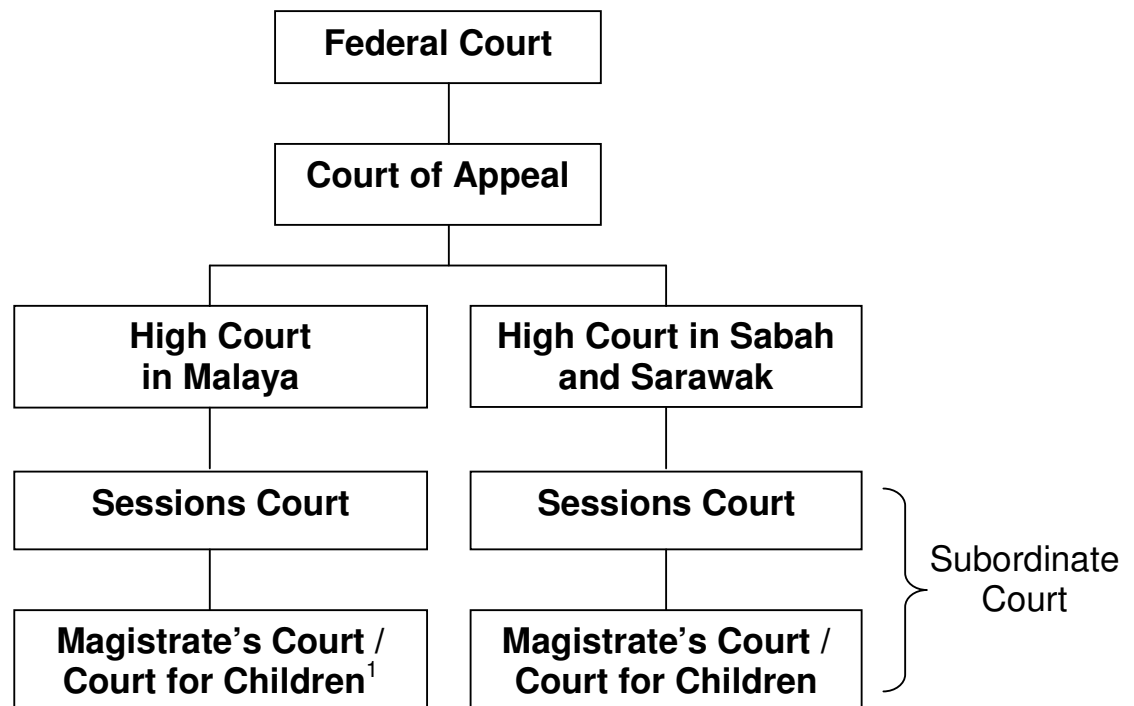 Federal Court
Court of Appeal
High Court
in Malaya
High Court in Sabah
and Sarawak
Sessions Court
Sessions Court
Subordinate
Court
Magistrate's Court /
Court for Children¹
Magistrate's Court /
Court for Children